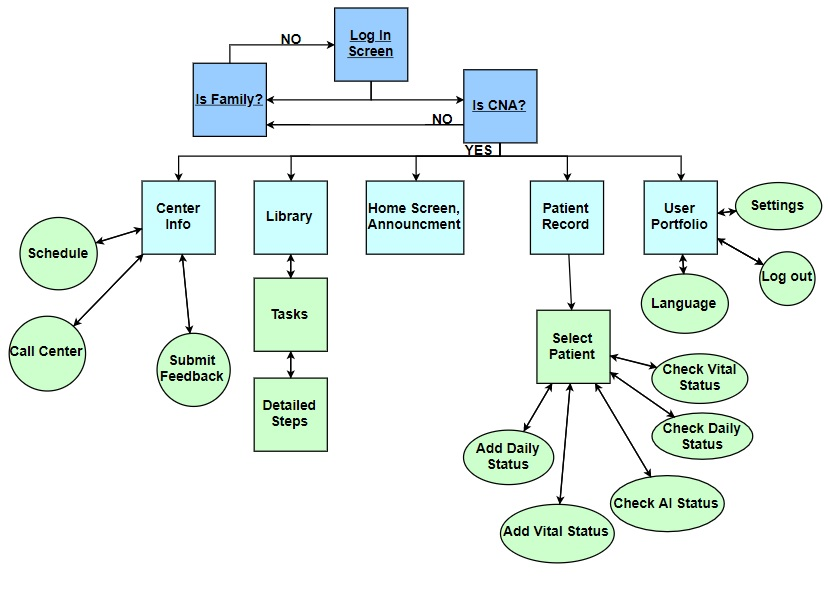 Log In
Screen
NO
Is Family?
Is CNA?
NO
YES
Center
Info
Library
Home Screen,
Announcment
Patient
Record
User
Portfolio
Settings
Schedule
Log out
Language
Tasks
Call Center
Submit
Feedback
Select
Patient
Check Vital
Status
Detailed
Steps
Check Daily
Status
Add Daily
Status
Check AI Status
Add Vital Status